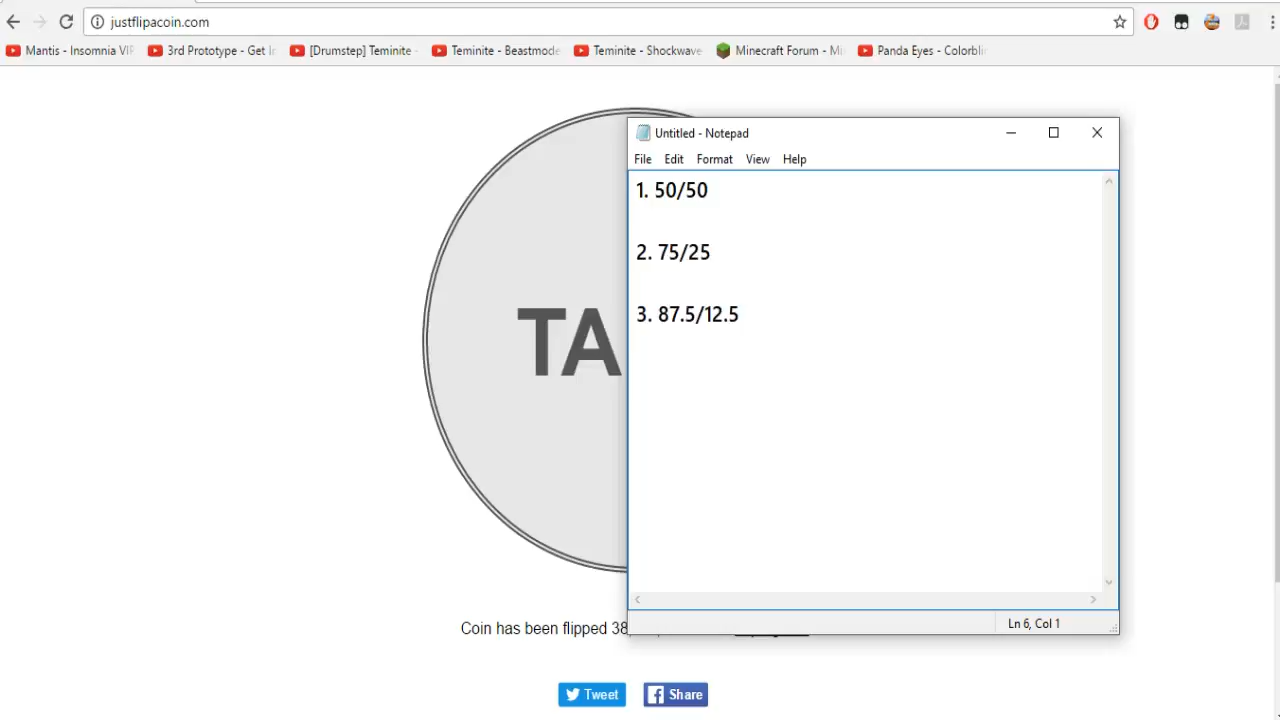 justflipacoin.com
Mantis - Insomnia VIP
3rd Prototype - Get I
[Drumstep] Teminite -
Teminite - Beastmode
Teminite - Shockwave
Minecraft Forum - Mi
Panda Eyes - Colorbli
Untitled - Notepad
File Edit Format View Help
1. 50/50
2. 75/25
3. 87.5/12.5
TA
Coin has been flipped 38
Ln 6, Col 1
Tweet
Share